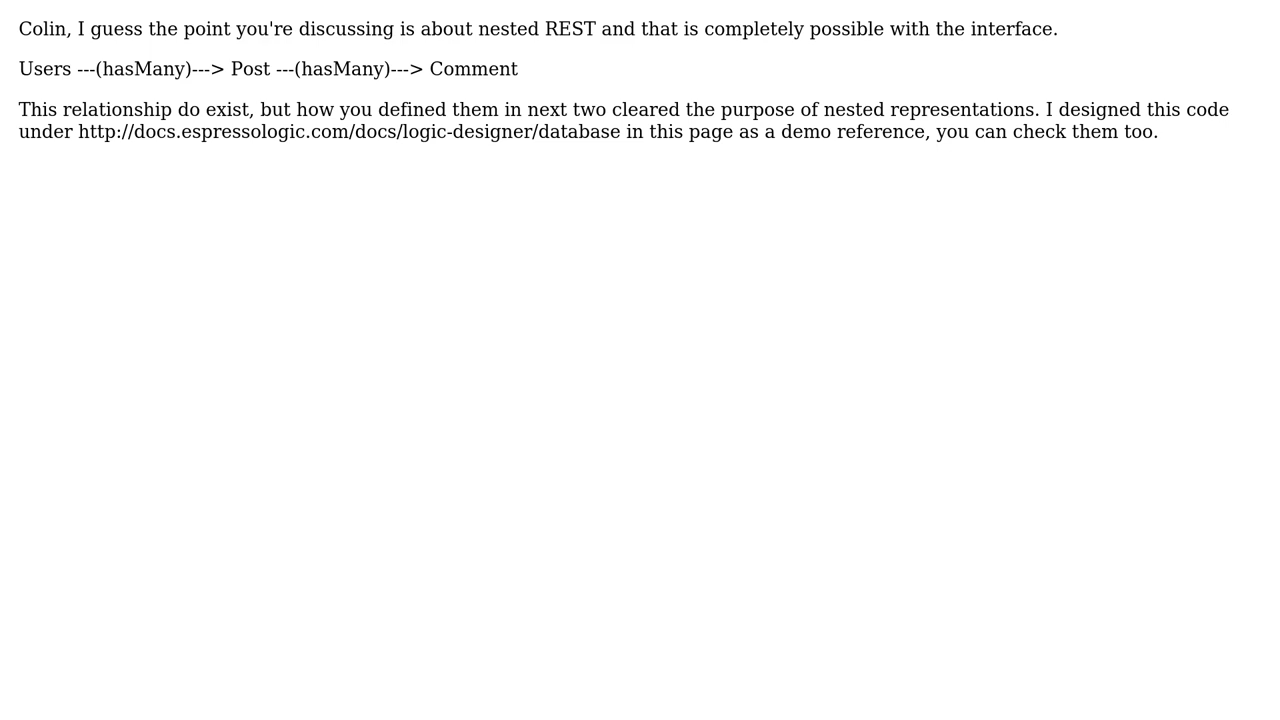 Colin, I guess the point you're discussing is about nested REST and that is completely possible with the interface.
Users ---(hasMany)---> Post ---(hasMany)---> Comment
This relationship do exist, but how you defined them in next two cleared the purpose of nested representations. I designed this code
under http://docs.espressologic.com/docs/logic-designer/database in this page as a demo reference, you can check them too.